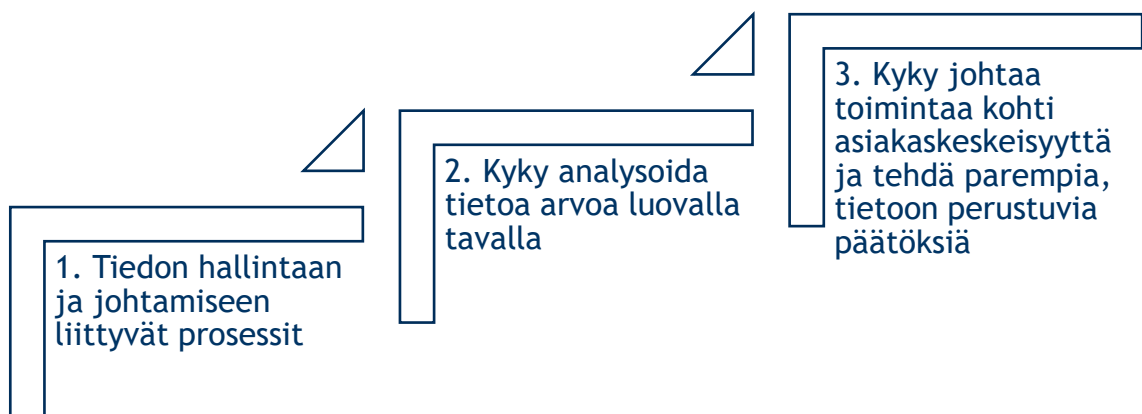 1. Tiedon hallintaan
ja johtamiseen
liittyvät prosessit
2. Kyky analysoida
tietoa arvoa luovalla
tavalla
3. Kyky johtaa
toimintaa kohti
asiakaskeskeisyyttä
ja tehdä parempia,
tietoon perustuvia
päätöksiä